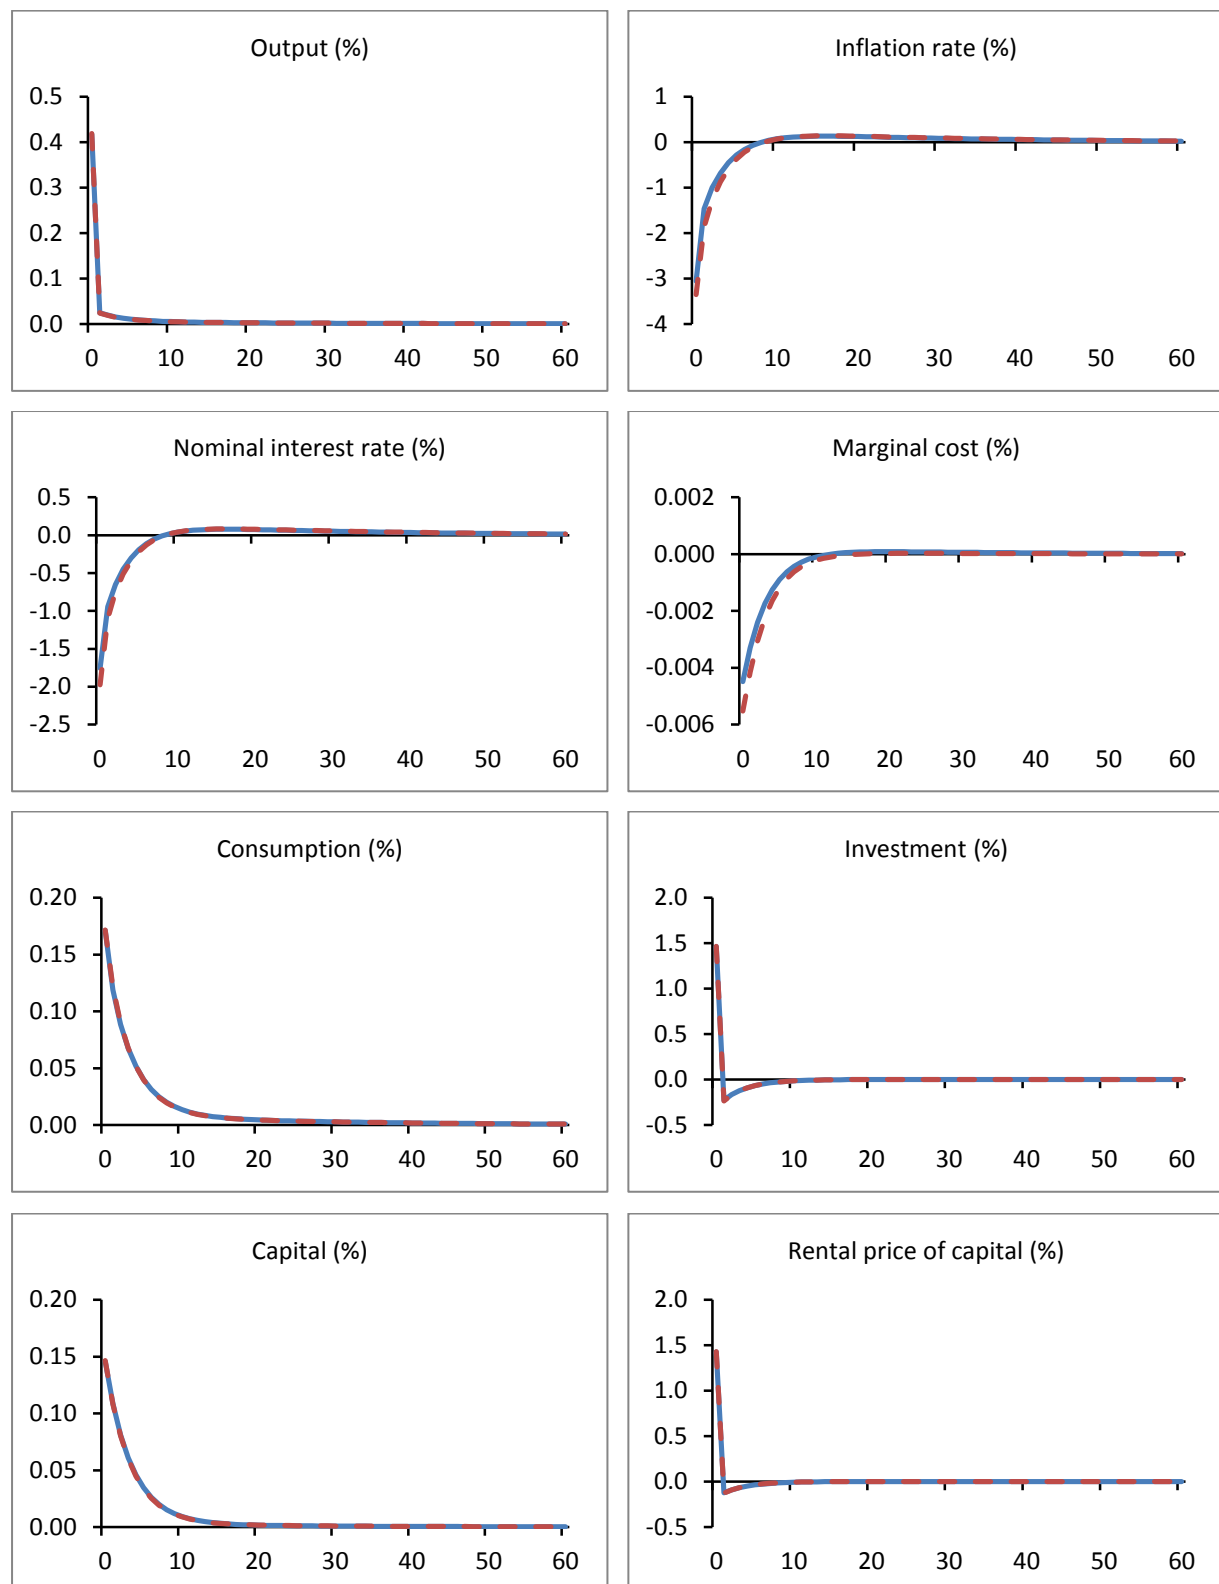 Output (%)
0.5
0.4
0.3
0.2
0.1
0.0
0 10 20 30 40 50 60
Inflation rate (%)
1
0
-1
-2
-3
-4
0 10 20 30 40 50 60
Nominal interest rate (%)
0.5
0.0
-0.5
-1.0
-1.5
-2.0
-2.5
0 10 20 30 40 50 60
Marginal cost (%)
0.002
0.000
-0.002
-0.004
-0.006
0 10 20 30 40 50 60
Consumption (%)
0.20
0.15
0.10
0.05
0.00
0 10 20 30 40 50 60
Investment (%)
2.0
1.5
1.0
0.5
0.0
-0.5
0 10 20 30 40 50 60
Capital (%)
0.20
0.15
0.10
0.05
0.00
0 10 20 30 40 50 60
Rental price of capital (%)
2.0
1.5
1.0
0.5
0.0
-0.5
0 10 20 30 40 50 60